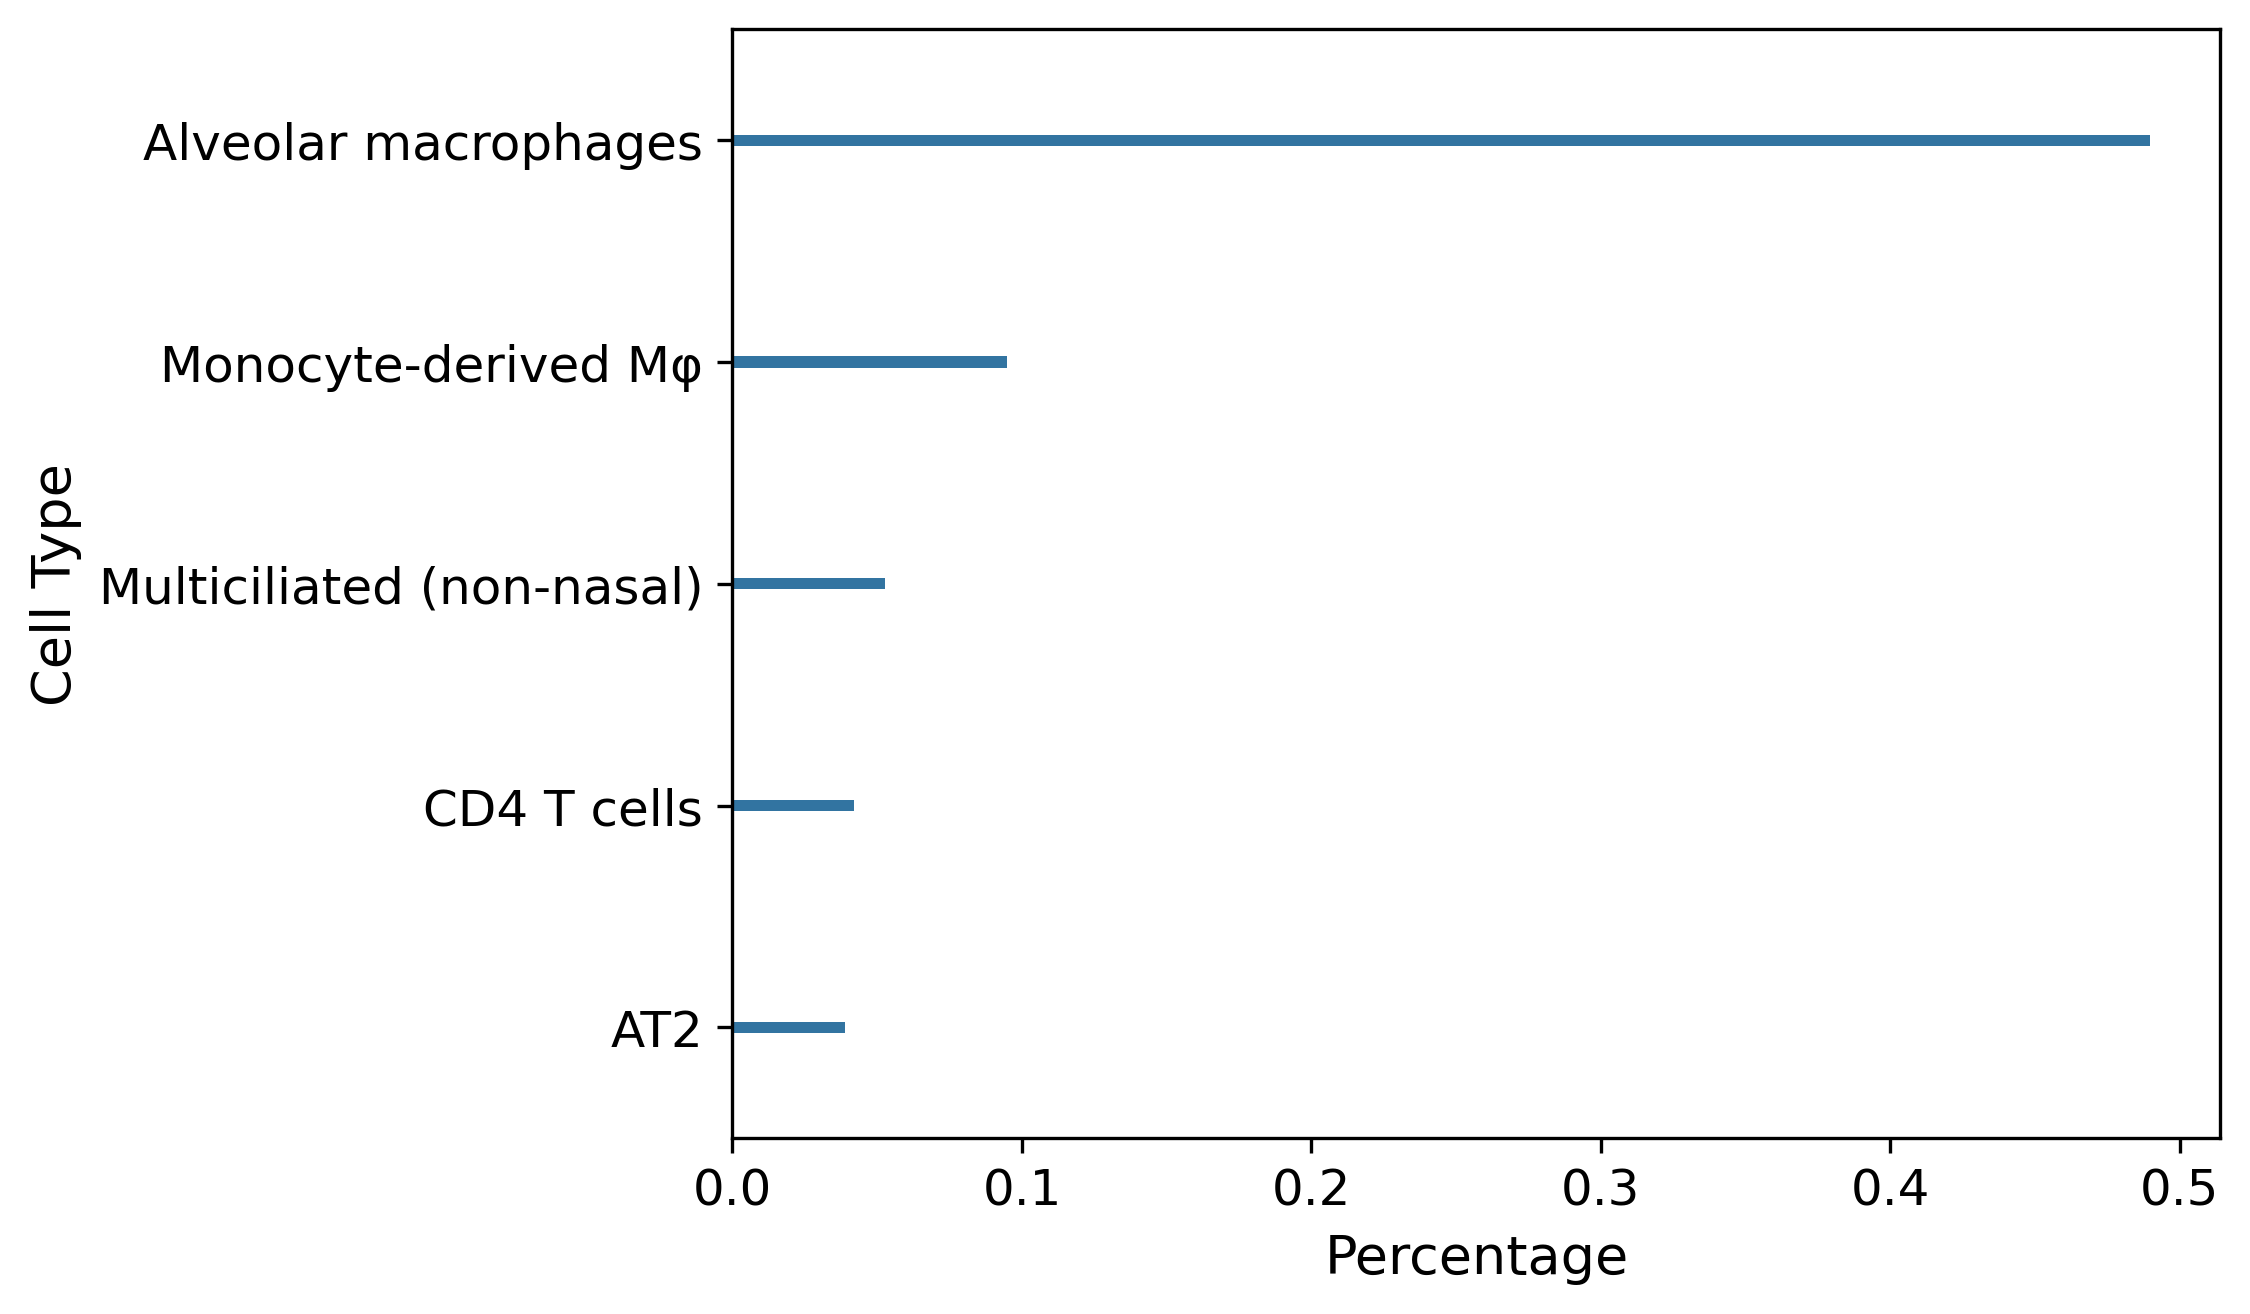 Alveolar macrophages
Monocyte-derived Mφ
Multiciliated (non-nasal)
CD4 T cells
AT2
Cell Type
0.0 0.1 0.2 0.3 0.4 0.5
Percentage